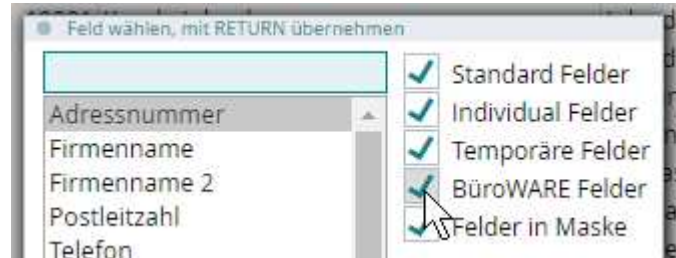 Feld wählen, mit RETURN übernehmen
Adressnummer
Firmenname
Firmenname 2
Postleitzahl
Telefon
Standard Felder
Individual Felder
Temporäre Felder
BüroWARE Felder
Felder in Maske